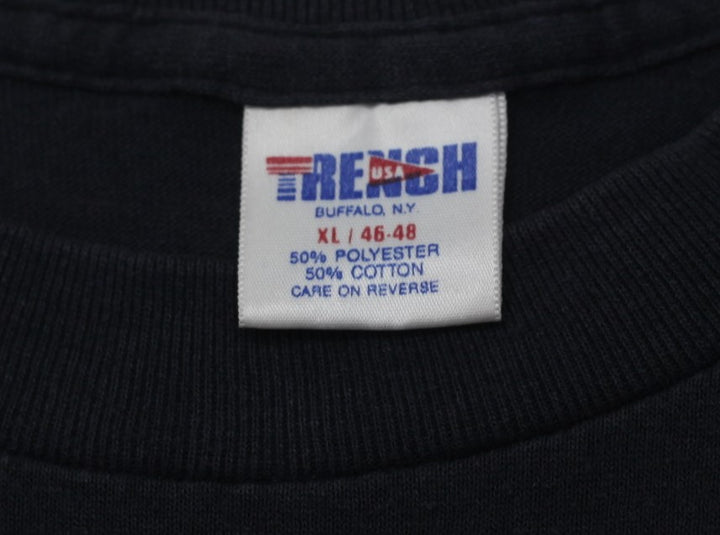 TRENCH
USA
BUFFALO, N.Y.
XL / 46-48
50% POLYESTER
50% COTTON
CARE ON REVERSE